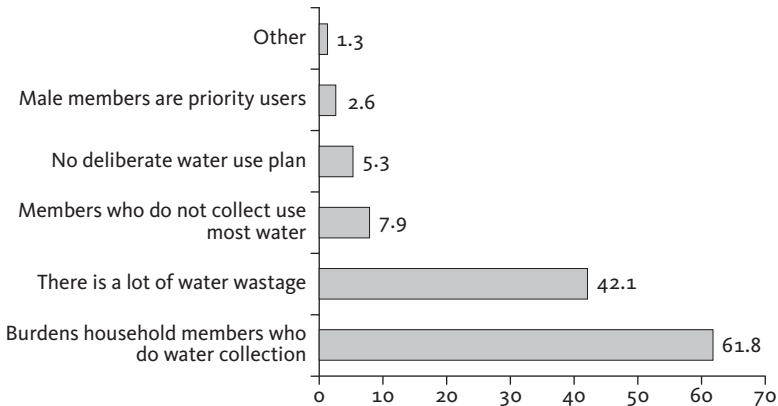 Other
1.3
Male members are priority users
2.6
No deliberate water use plan
5.3
Members who do not collect use
most water
7.9
There is a lot of water wastage
42.1
Burdens household members who
do water collection
61.8
0 10 20 30 40 50 60 70